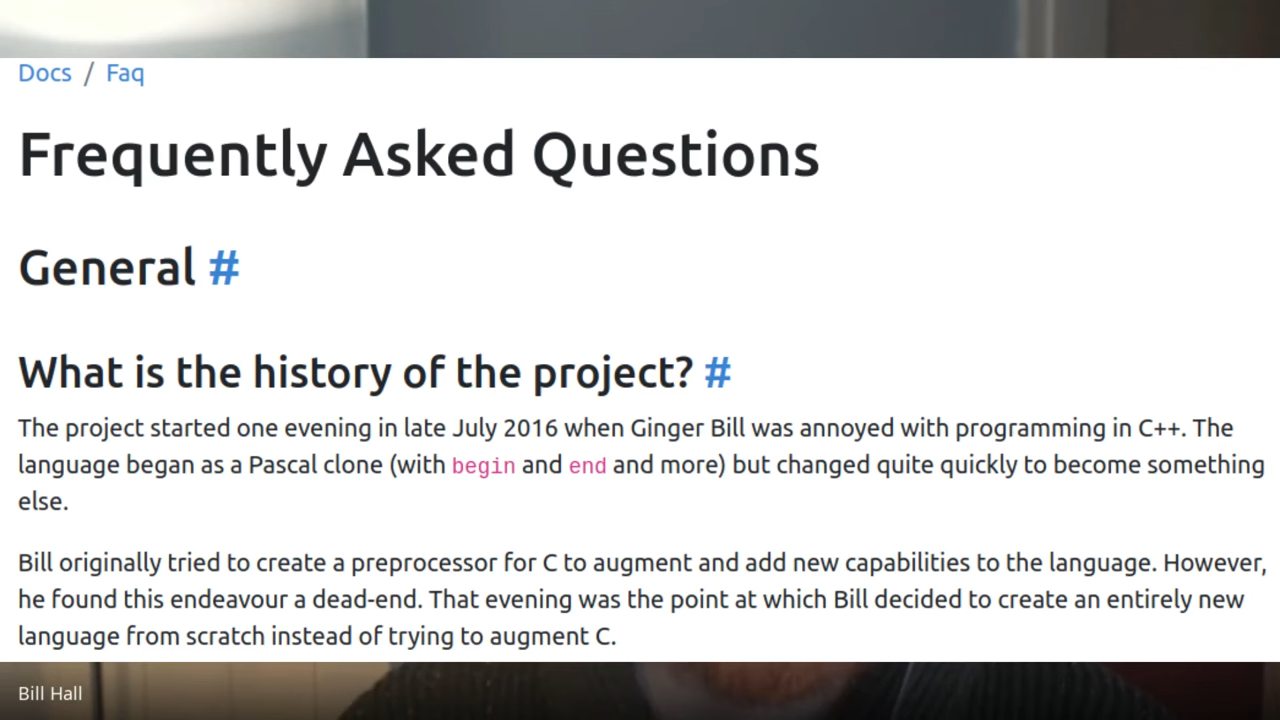 Docs / Faq
Frequently Asked Questions
General #
What is the history of the project? #
The project started one evening in late July 2016 when Ginger Bill was annoyed with programming in C++. The
language began as a Pascal clone (with begin and end and more) but changed quite quickly to become something
else.
Bill originally tried to create a preprocessor for C to augment and add new capabilities to the language. However,
he found this endeavour a dead-end. That evening was the point at which Bill decided to create an entirely new
language from scratch instead of trying to augment C.
Bill Hall